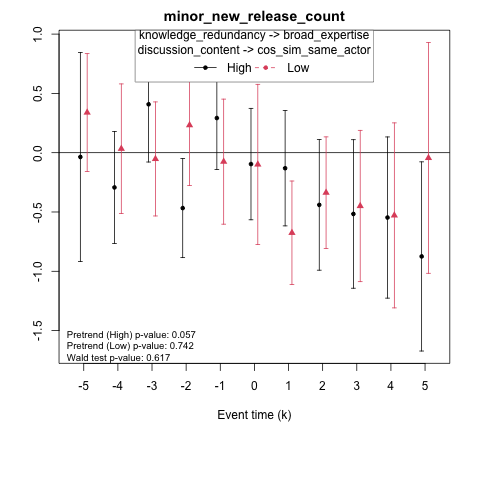 minor_new_release_count
knowledge_redundancy -> broad_expertise
discussion_content -> cos_sim_same_actor
High Low
1.0
0.5
0.0
-0.5
-1.0
-1.5
Pretrend (High) p-value: 0.057
Pretrend (Low) p-value: 0.742
Wald test p-value: 0.617
-5 -4 -3 -2 -1 0 1 2 3 4 5
Event time (k)